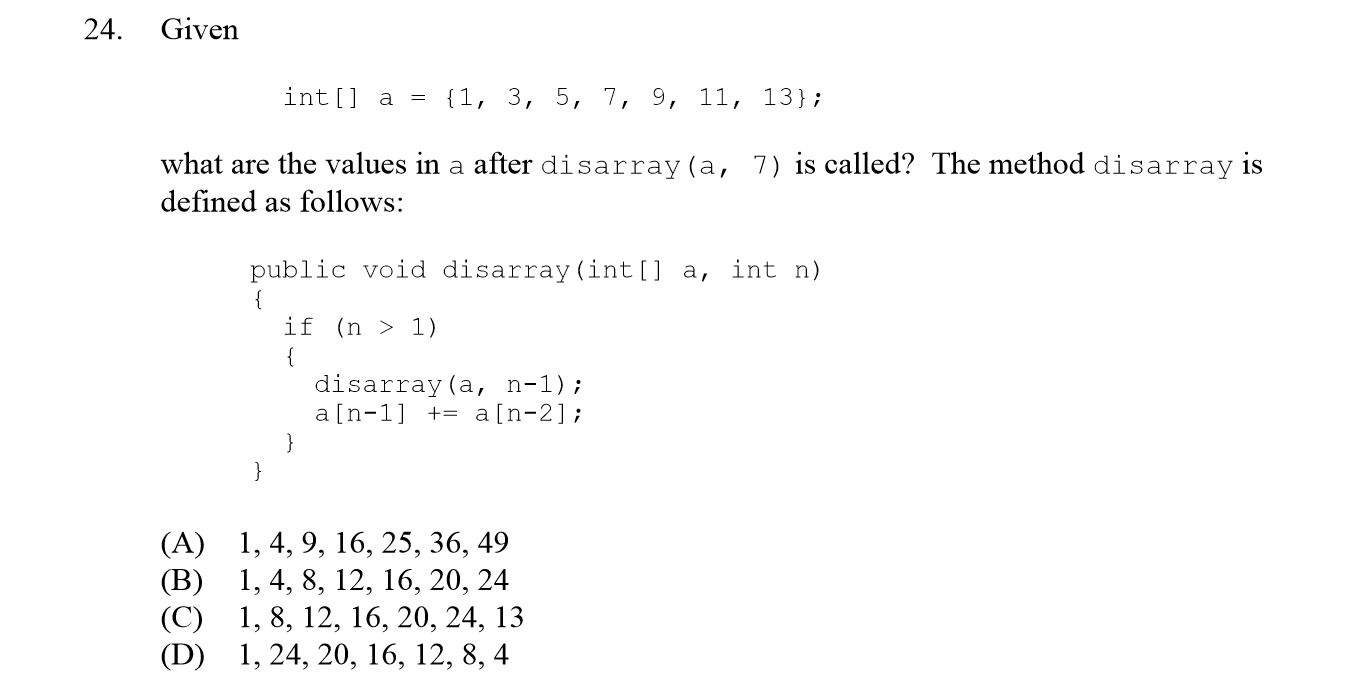 24. Given
int[] a = {1, 3, 5, 7, 9, 11, 13};
what are the values in a after disarray(a, 7) is called? The method disarray is
defined as follows:
public void disarray(int[] a, int n)
{
if (n > 1)
{
disarray(a, n-1);
a[n-1] += a[n-2];
}
}
(A) 1, 4, 9, 16, 25, 36, 49
(B) 1, 4, 8, 12, 16, 20, 24
(C) 1, 8, 12, 16, 20, 24, 13
(D) 1, 24, 20, 16, 12, 8, 4